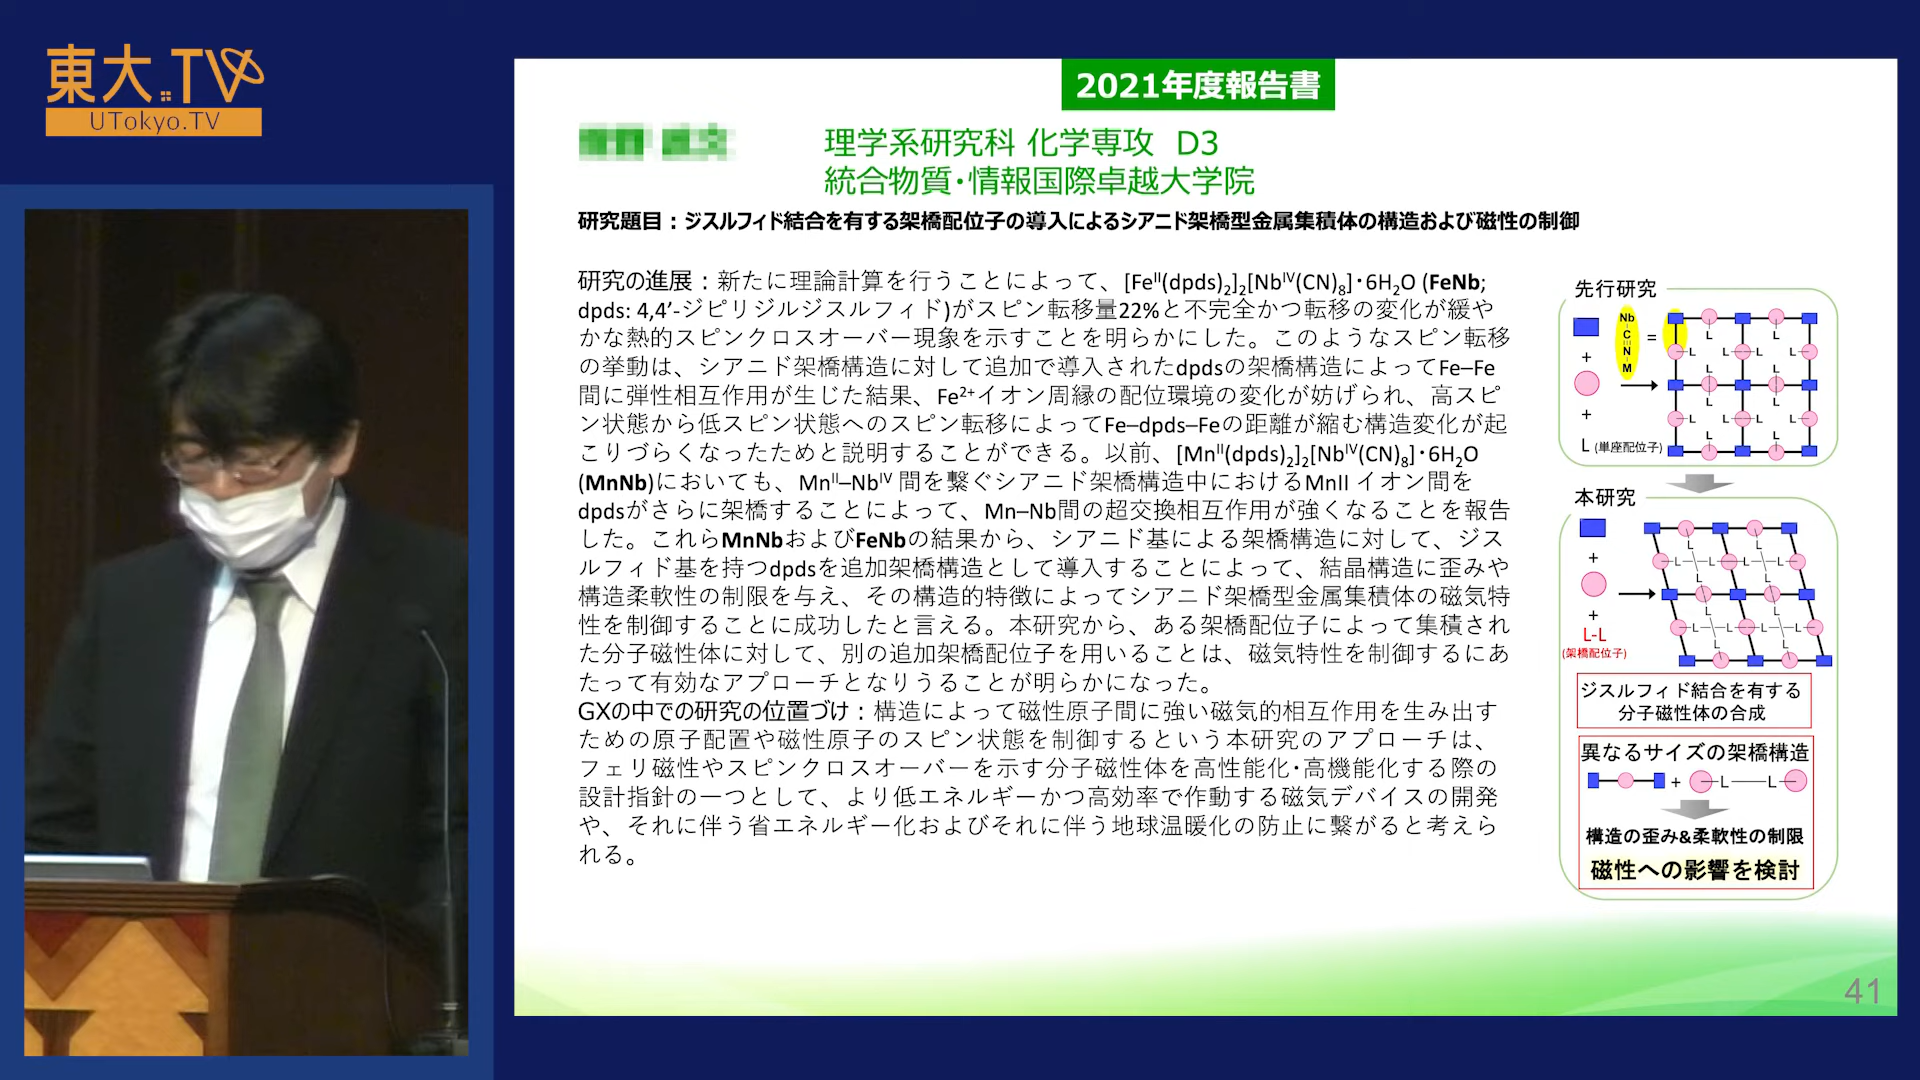 東大TV
UTokyo.TV
2021年度報告書
理学系研究科 化学専攻 D3
統合物質・情報国際卓越大学院
研究題目：ジスルフィド結合を有する架橋配位子の導入によるシアニド架橋型金属集積体の構造および磁性の制御
研究の進展：新たに理論計算を行うことによって、[Feᴵᴵ(dpds)₂]₂[Nbᴵⱽ(CN)₈]・6H₂O (FeNb;
dpds: 4,4’-ジピリジルジスルフィド)がスピン転移量22%と不完全かつ転移の変化が緩や
かな熱的スピンクロスオーバー現象を示すことを明らかにした。このようなスピン転移
の挙動は、シアニド架橋構造に対して追加で導入されたdpdsの架橋構造によってFe–Fe
間に弾性相互作用が生じた結果、Fe²⁺イオン周縁の配位環境の変化が妨げられ、高スピ
ン状態から低スピン状態へのスピン転移によってFe–dpds–Feの距離が縮む構造変化が起
こりづらくなったためと説明することができる。以前、[Mnᴵᴵ(dpds)₂]₂[Nbᴵⱽ(CN)₈]・6H₂O
(MnNb)においても、Mnᴵᴵ–Nbᴵⱽ 間を繋ぐシアニド架橋構造中におけるMnII イオン間を
dpdsがさらに架橋することによって、Mn–Nb間の超交換相互作用が強くなることを報告
した。これらMnNbおよびFeNbの結果から、シアニド基による架橋構造に対して、ジス
ルフィド基を持つdpdsを追加架橋構造として導入することによって、結晶構造に歪みや
構造柔軟性の制限を与え、その構造的特徴によってシアニド架橋型金属集積体の磁気特
性を制御することに成功したと言える。本研究から、ある架橋配位子によって集積され
た分子磁性体に対して、別の追加架橋配位子を用いることは、磁気特性を制御するにあ
たって有効なアプローチとなりうることが明らかになった。
GXの中での研究の位置づけ：構造によって磁性原子間に強い磁気的相互作用を生み出す
ための原子配置や磁性原子のスピン状態を制御するという本研究のアプローチは、
フェリ磁性やスピンクロスオーバーを示す分子磁性体を高性能化・高機能化する際の
設計指針の一つとして、より低エネルギーかつ高効率で作動する磁気デバイスの開発
や、それに伴う省エネルギー化およびそれに伴う地球温暖化の防止に繋がると考えら
れる。
先行研究
Nb
C
N
M
=
+
+
L (単座配位子)
L
L L L
L
L
L
L L L
L
L
本研究
+
+
L-L
(架橋配位子)
L L
L L L L
L L
L L
L L L L
L L
ジスルフィド結合を有する
分子磁性体の合成
異なるサイズの架橋構造
+ L L
構造の歪み&柔軟性の制限
磁性への影響を検討
41